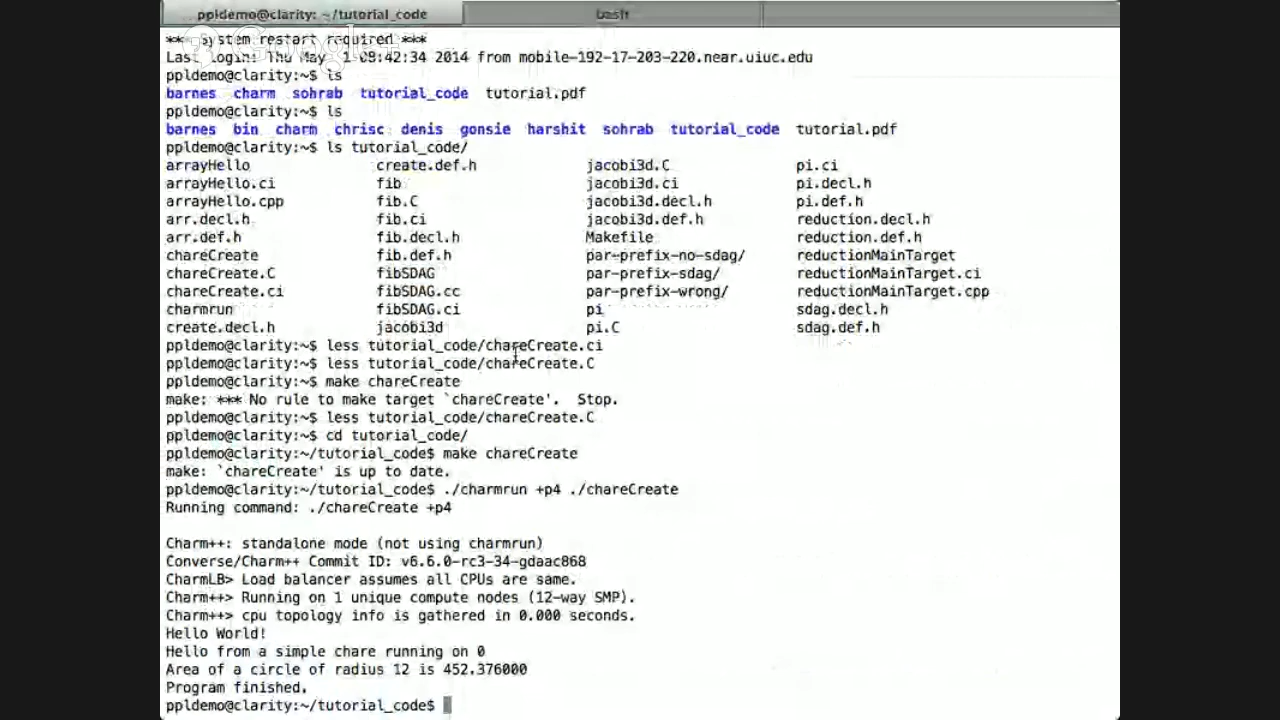 ppldemo@clarity: ~/tutorial_code bash
*** System restart required ***
Google+
Last login: Thu May 1 09:42:34 2014 from mobile-192-17-203-220.near.uiuc.edu
ppldemo@clarity:~$ ls
barnes charm sohrab tutorial_code tutorial.pdf
ppldemo@clarity:~$ ls
barnes bin charm chrisc denis gonsie harshit sohrab tutorial_code tutorial.pdf
ppldemo@clarity:~$ ls tutorial_code/
arrayHello create.def.h jacobi3d.C pi.ci
arrayHello.ci fib jacobi3d.ci pi.decl.h
arrayHello.cpp fib.C jacobi3d.decl.h pi.def.h
arr.decl.h fib.ci jacobi3d.def.h reduction.decl.h
arr.def.h fib.decl.h Makefile reduction.def.h
chareCreate fib.def.h par-prefix-no-sdag/ reductionMainTarget
chareCreate.C fibSDAG par-prefix-sdag/ reductionMainTarget.ci
chareCreate.ci fibSDAG.cc par-prefix-wrong/ reductionMainTarget.cpp
charmrun fibSDAG.ci pi sdag.decl.h
create.decl.h jacobi3d pi.C sdag.def.h
ppldemo@clarity:~$ less tutorial_code/chareCreate.ci
ppldemo@clarity:~$ less tutorial_code/chareCreate.C
ppldemo@clarity:~$ make chareCreate
make: *** No rule to make target `chareCreate'. Stop.
ppldemo@clarity:~$ less tutorial_code/chareCreate.C
ppldemo@clarity:~$ cd tutorial_code/
ppldemo@clarity:~/tutorial_code$ make chareCreate
make: `chareCreate' is up to date.
ppldemo@clarity:~/tutorial_code$ ./charmrun +p4 ./chareCreate
Running command: ./chareCreate +p4
Charm++: standalone mode (not using charmrun)
Converse/Charm++ Commit ID: v6.6.0-rc3-34-gdaac868
CharmLB> Load balancer assumes all CPUs are same.
Charm++> Running on 1 unique compute nodes (12-way SMP).
Charm++> cpu topology info is gathered in 0.000 seconds.
Hello World!
Hello from a simple chare running on 0
Area of a circle of radius 12 is 452.376000
Program finished.
ppldemo@clarity:~/tutorial_code$